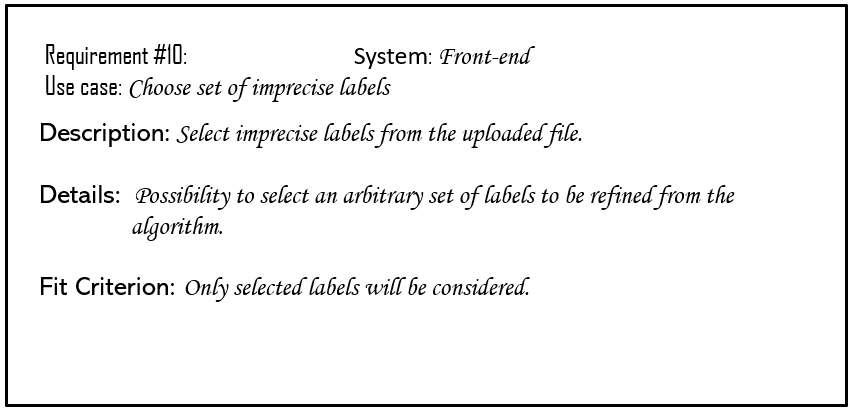 Requirement #10: System: Front-end
Use case: Choose set of imprecise labels
Description: Select imprecise labels from the uploaded file.
Details: Possibility to select an arbitrary set of labels to be refined from the
algorithm.
Fit Criterion: Only selected labels will be considered.